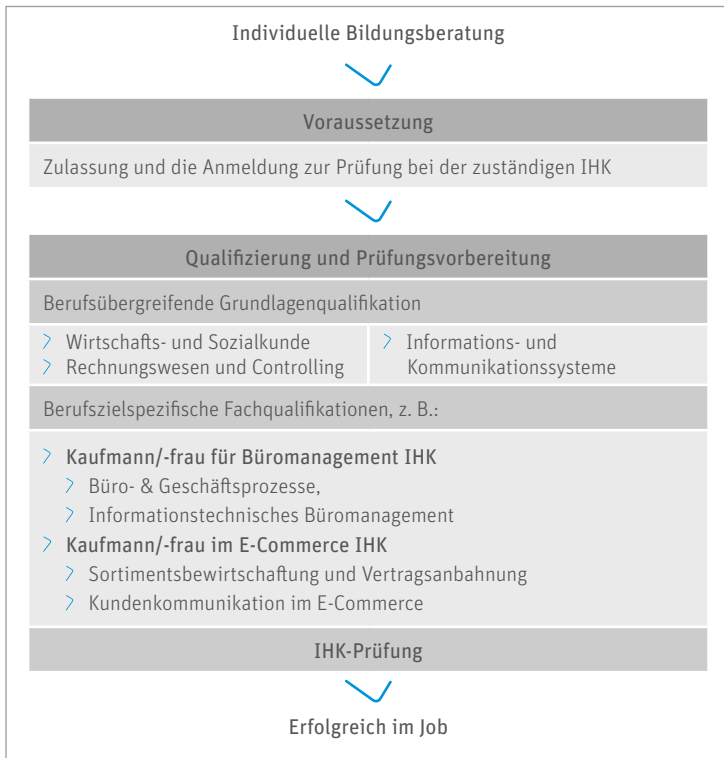 Individuelle Bildungsberatung
Voraussetzung
Zulassung und die Anmeldung zur Prüfung bei der zuständigen IHK
Qualifizierung und Prüfungsvorbereitung
Berufsübergreifende Grundlagenqualifikation
Wirtschafts- und Sozialkunde
Rechnungswesen und Controlling
Informations- und
Kommunikationssysteme
Berufszielspezifische Fachqualifikationen, z. B.:
Kaufmann/-frau für Büromanagement IHK
Büro- & Geschäftsprozesse,
Informationstechnisches Büromanagement
Kaufmann/-frau im E-Commerce IHK
Sortimentsbewirtschaftung und Vertragsanbahnung
Kundenkommunikation im E-Commerce
IHK-Prüfung
Erfolgreich im Job